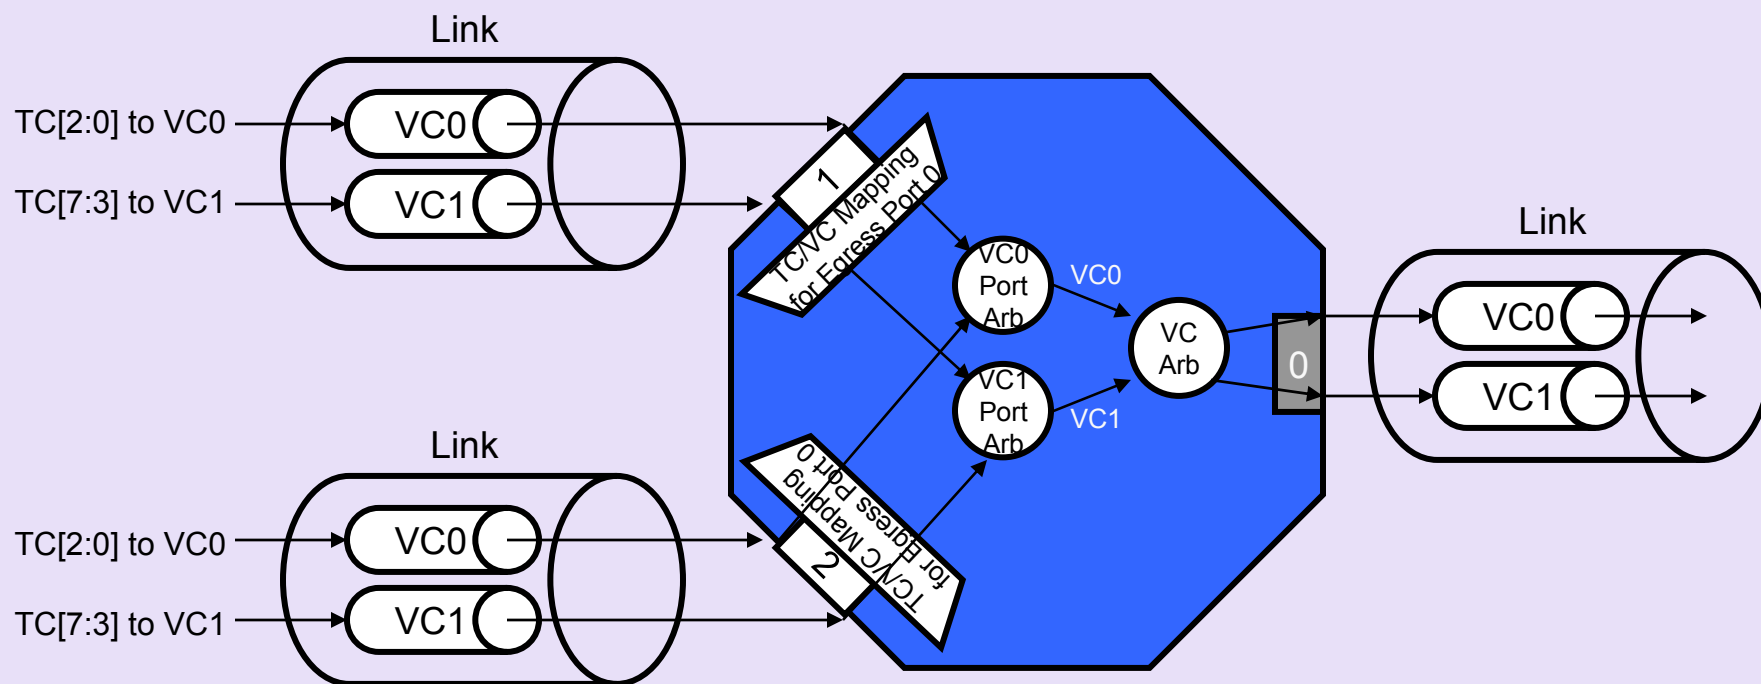 Link
TC[2:0] to VC0
VC0
TC[7:3] to VC1
VC1
1
TC/VC Mapping
for Egress Port 0
VC0
Port
Arb
VC0
VC1
Port
Arb
VC1
VC
Arb
0
Link
VC0
VC1
Link
TC[2:0] to VC0
VC0
TC[7:3] to VC1
VC1
2
TC/VC Mapping
for Egress Port 0